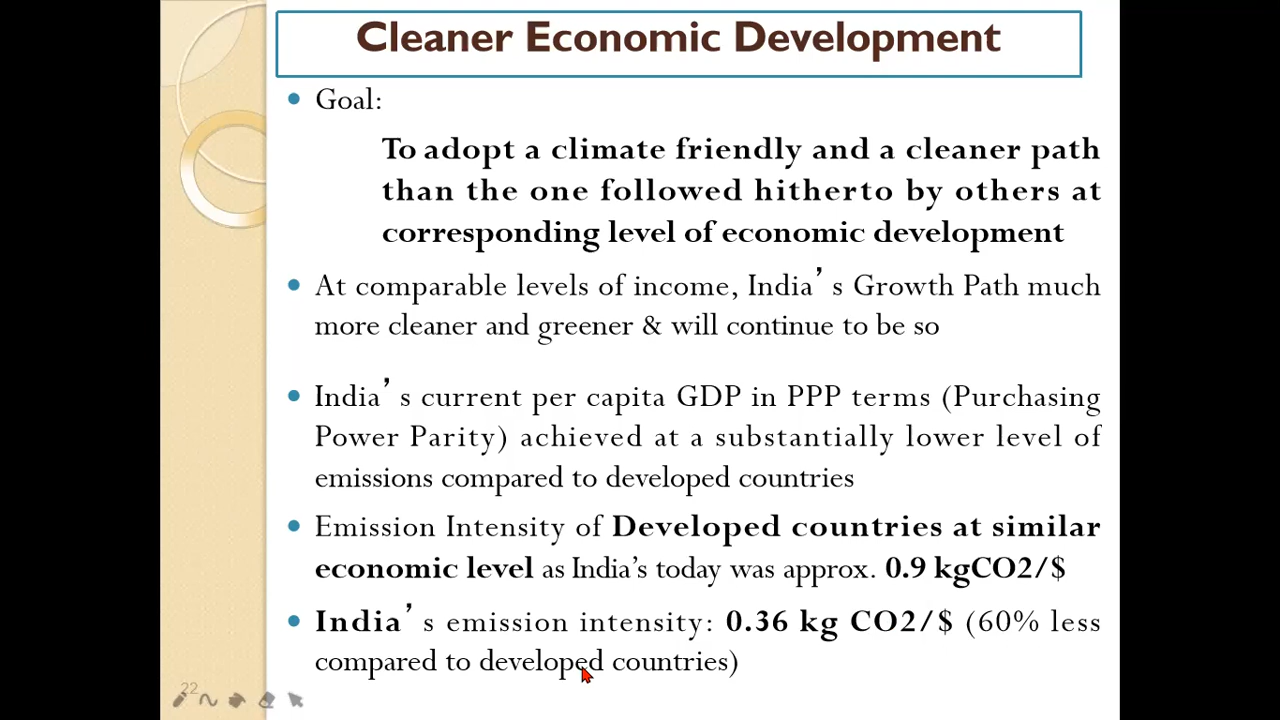 Cleaner Economic Development
• Goal:
To adopt a climate friendly and a cleaner path
than the one followed hitherto by others at
corresponding level of economic development
• At comparable levels of income, India’s Growth Path much
more cleaner and greener & will continue to be so
• India’s current per capita GDP in PPP terms (Purchasing
Power Parity) achieved at a substantially lower level of
emissions compared to developed countries
• Emission Intensity of Developed countries at similar
economic level as India’s today was approx. 0.9 kgCO2/$
• India’s emission intensity: 0.36 kg CO2/$ (60% less
compared to developed countries)
22